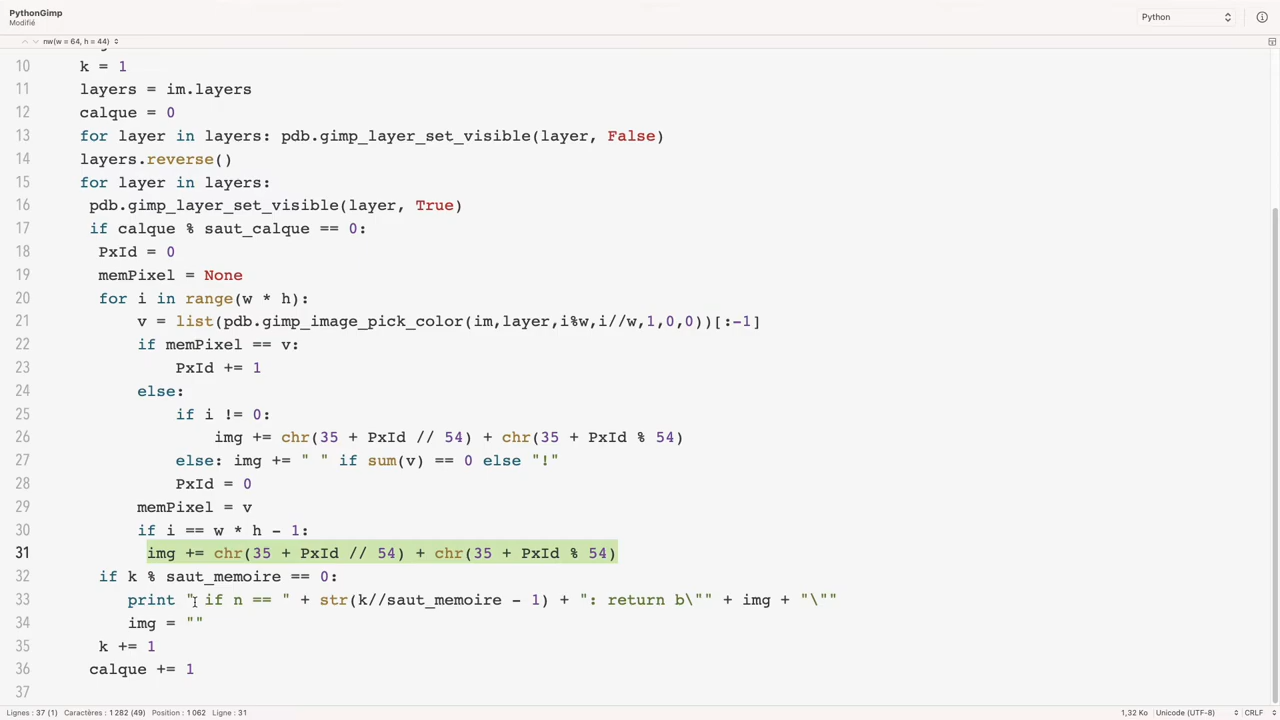 PythonGimp
Modifié
Python
nw(w = 64, h = 44)
10 k = 1
11 layers = im.layers
12 calque = 0
13 for layer in layers: pdb.gimp_layer_set_visible(layer, False)
14 layers.reverse()
15 for layer in layers:
16 pdb.gimp_layer_set_visible(layer, True)
17 if calque % saut_calque == 0:
18 PxId = 0
19 memPixel = None
20 for i in range(w * h):
21 v = list(pdb.gimp_image_pick_color(im,layer,i%w,i//w,1,0,0))[:-1]
22 if memPixel == v:
23 PxId += 1
24 else:
25 if i != 0:
26 img += chr(35 + PxId // 54) + chr(35 + PxId % 54)
27 else: img += " " if sum(v) == 0 else "!"
28 PxId = 0
29 memPixel = v
30 if i == w * h - 1:
31 img += chr(35 + PxId // 54) + chr(35 + PxId % 54)
32 if k % saut_memoire == 0:
33 print " if n == " + str(k//saut_memoire - 1) + ": return b\"" + img + "\""
34 img = ""
35 k += 1
36 calque += 1
37
Lignes : 37 (1) Caractères : 1 282 (49) Position : 1 062 Ligne : 31 1,32 Ko Unicode (UTF-8) CRLF